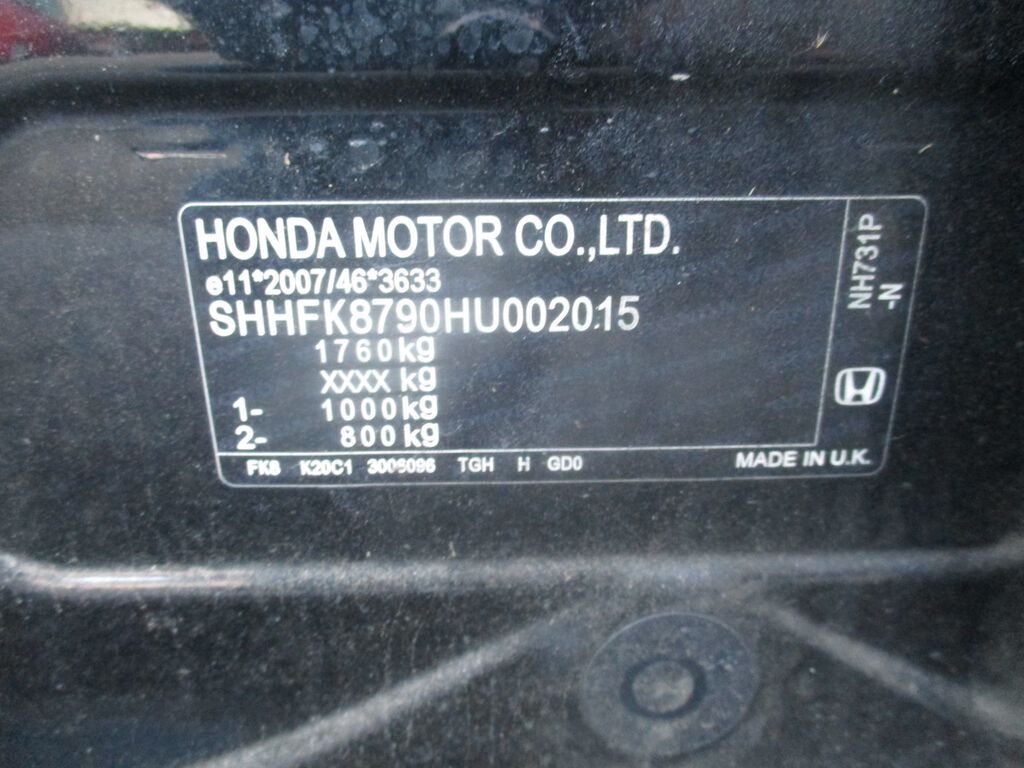 HONDA MOTOR CO.,LTD.
e11*2007/46*3633
SHHFK8790HU002015
1760kg
XXXX kg
1- 1000kg
2- 800kg
FK8 K20C1 3006096 TGH H GD0
MADE IN U.K.
NH731P
-N